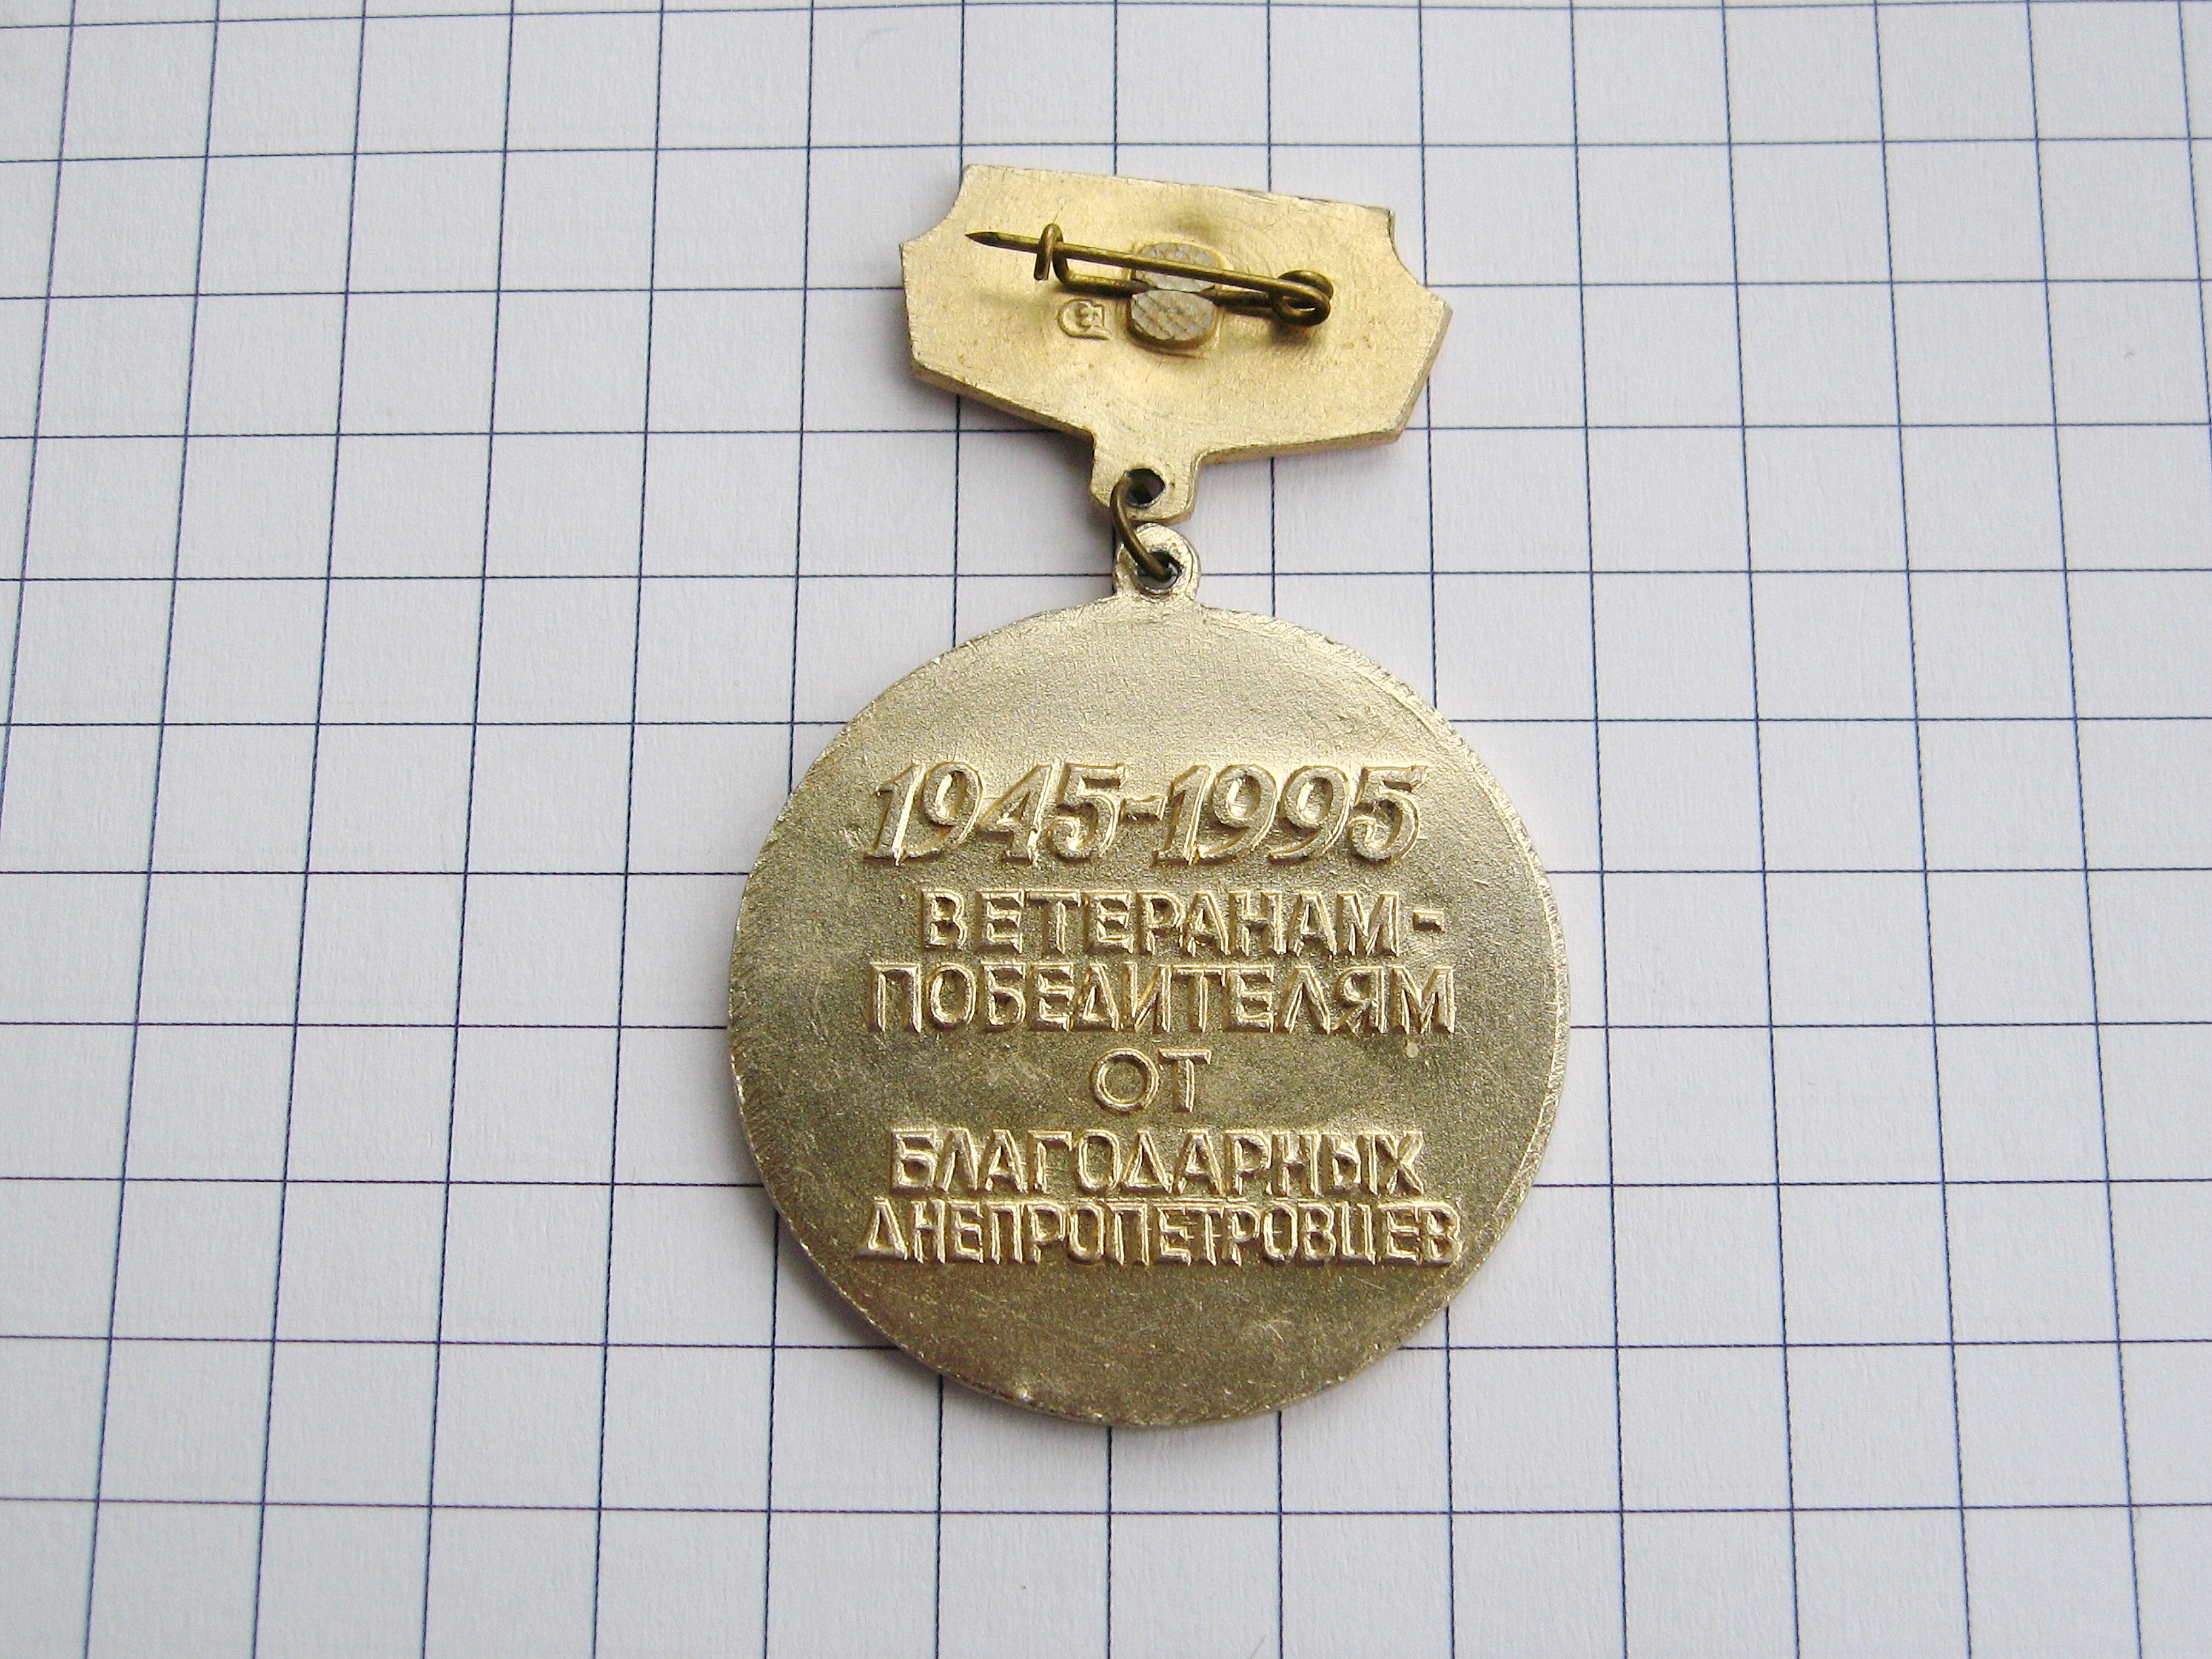 1945-1995
ВЕТЕРАНАМ-
ПОБЕДИТЕЛЯМ
ОТ
БЛАГОДАРНЫХ
ДНЕПРОПЕТРОВЦЕВ